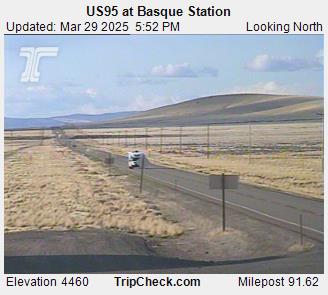 US95 at Basque Station
Updated: Mar 29 2025 5:52 PM Looking North
Elevation 4460 TripCheck.com Milepost 91.62